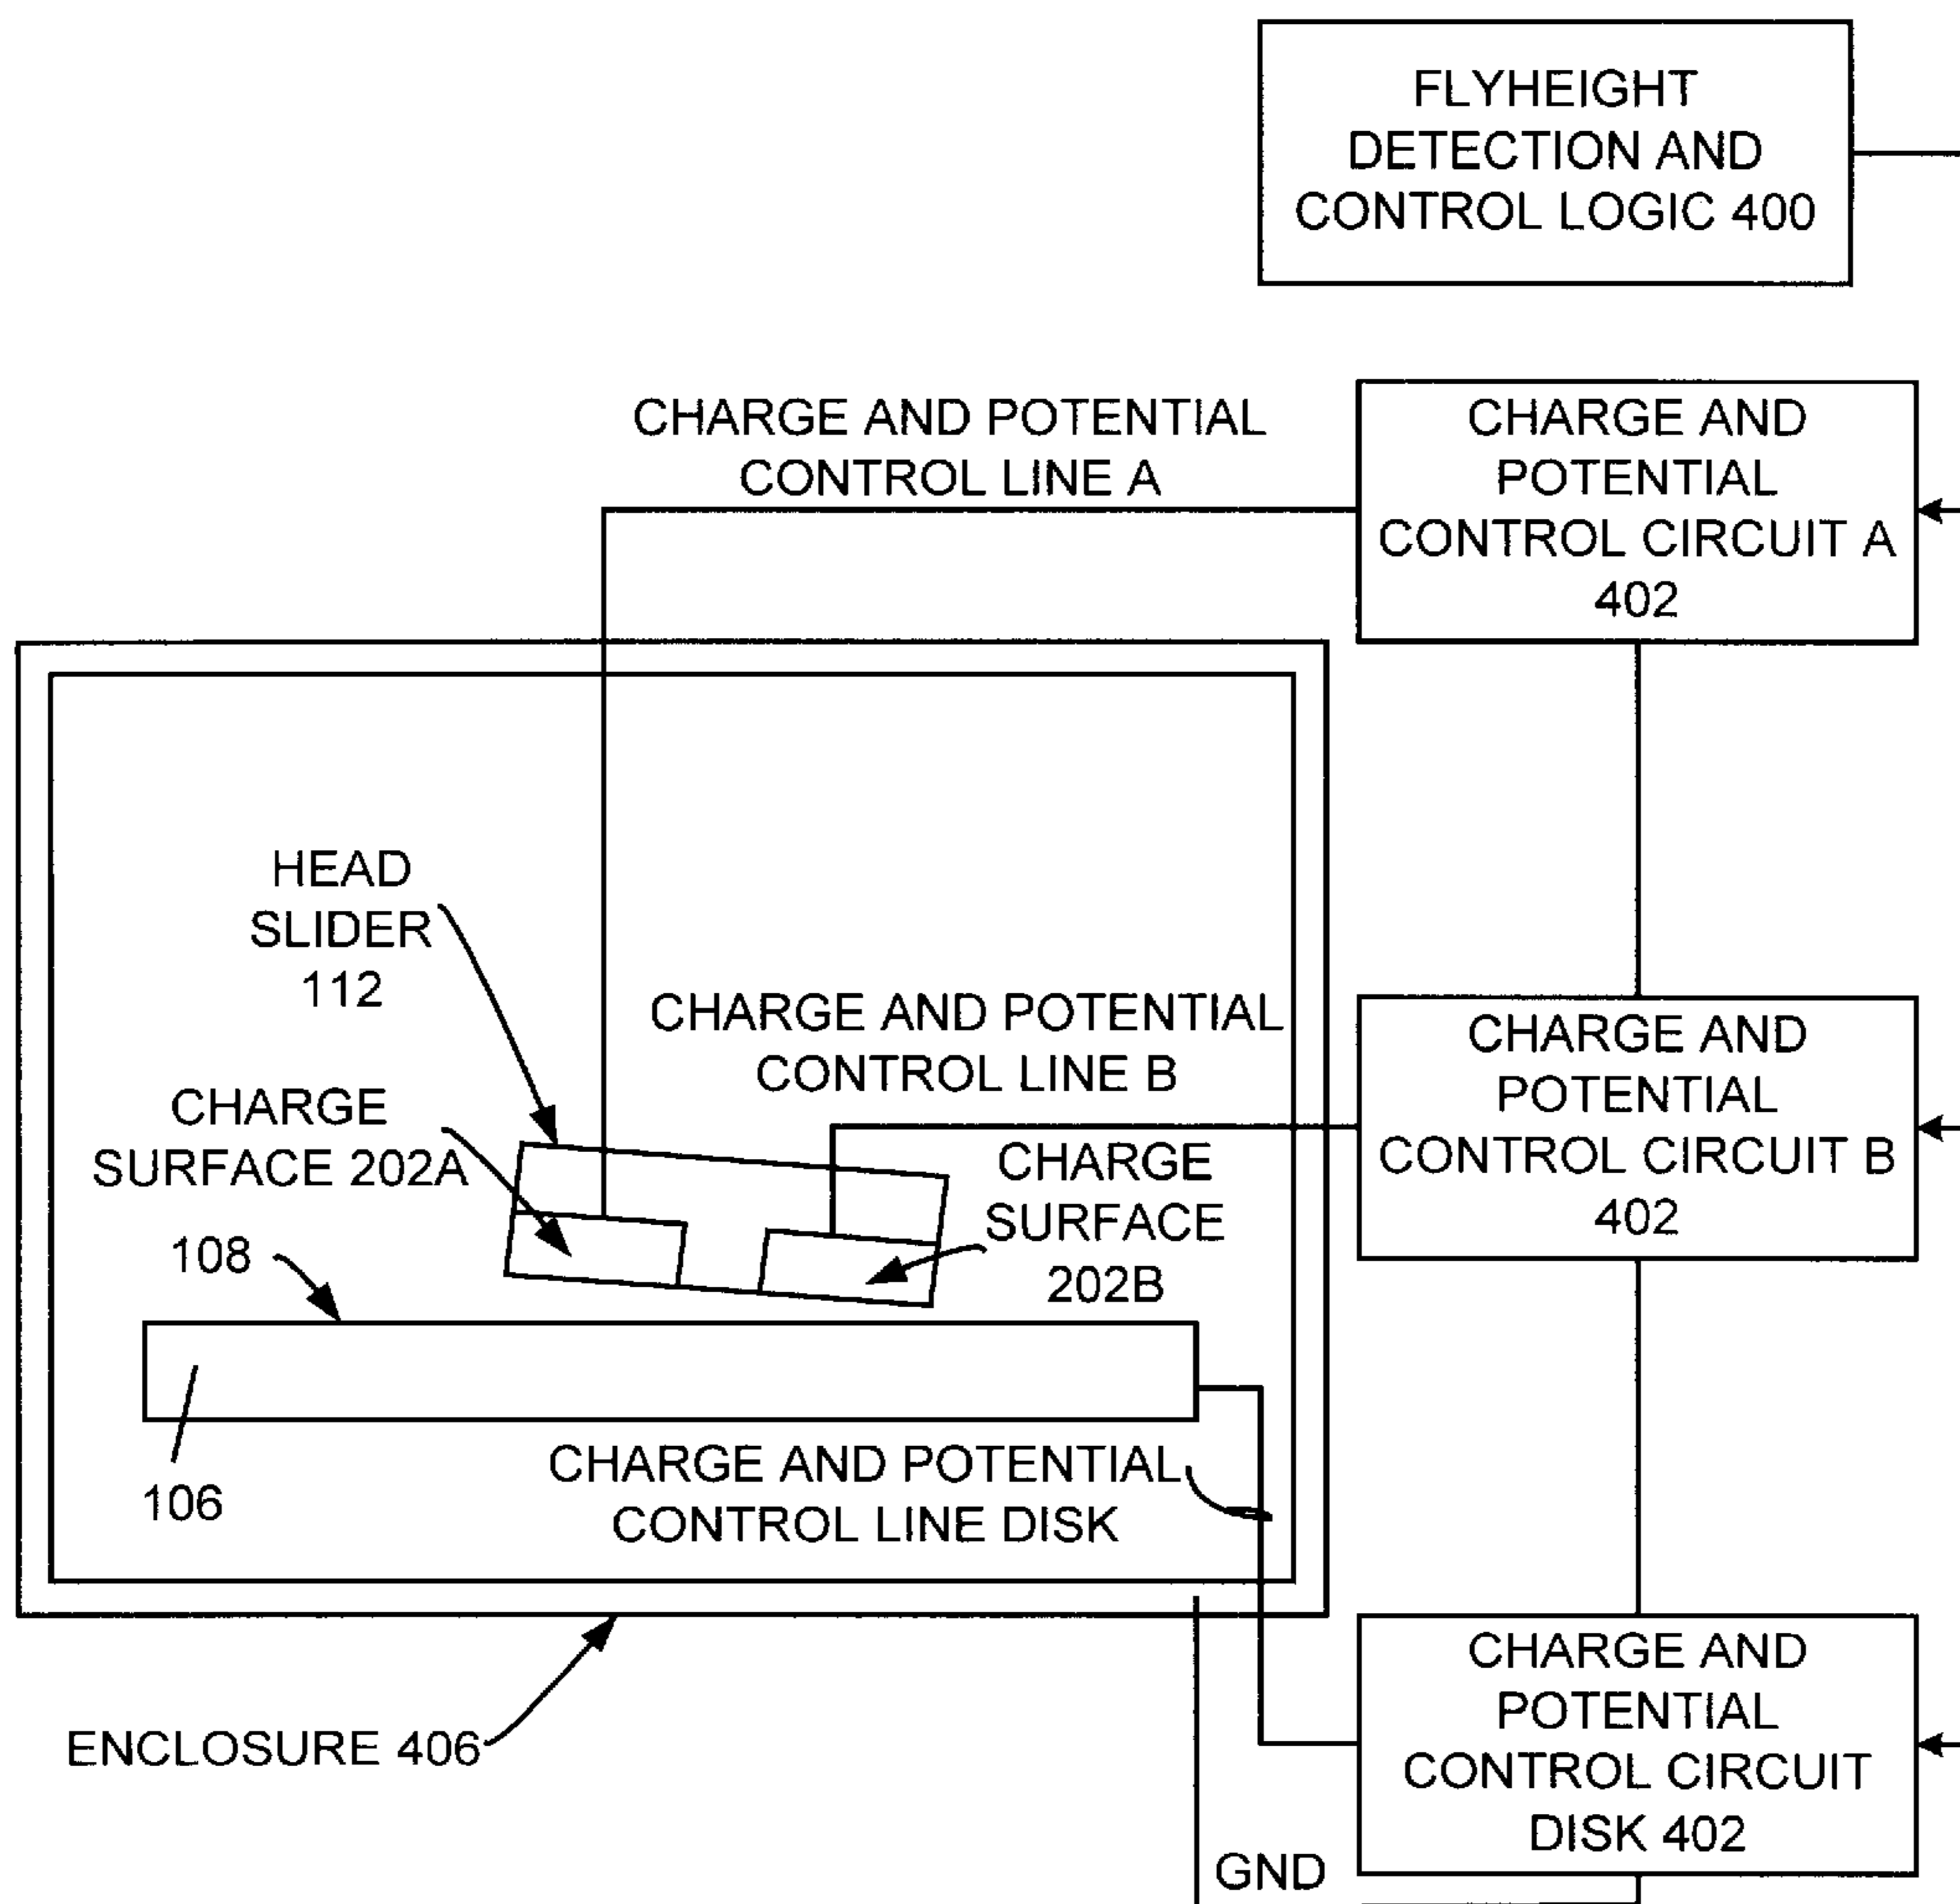 FLYHEIGHT
DETECTION AND
CONTROL LOGIC 400
CHARGE AND POTENTIAL
CONTROL LINE A
CHARGE AND
POTENTIAL
CONTROL CIRCUIT A
402
HEAD
SLIDER
112
CHARGE AND POTENTIAL
CONTROL LINE B
CHARGE AND
POTENTIAL
CONTROL CIRCUIT B
402
CHARGE
SURFACE 202A
CHARGE
SURFACE
202B
108
106
CHARGE AND POTENTIAL
CONTROL LINE DISK
ENCLOSURE 406
CHARGE AND
POTENTIAL
CONTROL CIRCUIT
DISK 402
GND